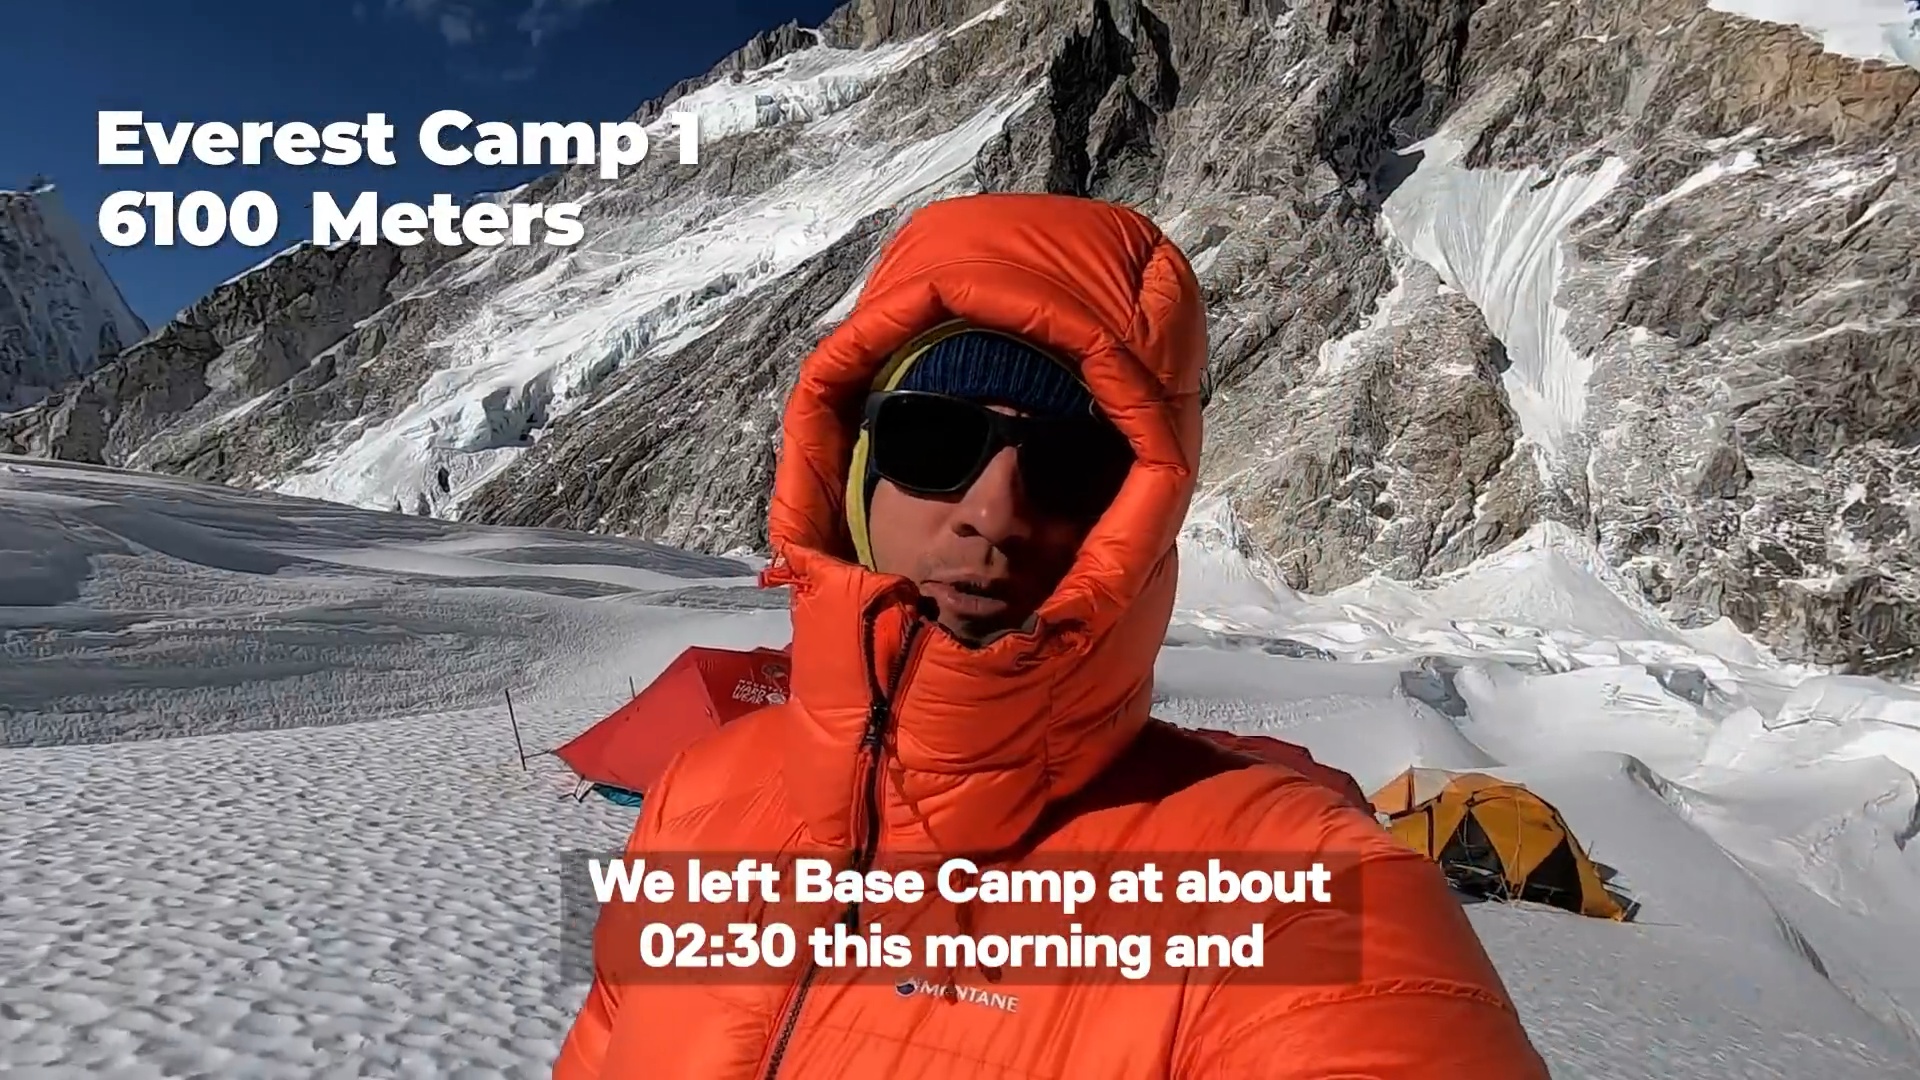 Everest Camp 1
6100 Meters
MOUNTAIN
HARD
WEAR
We left Base Camp at about
02:30 this morning and
MONTANE